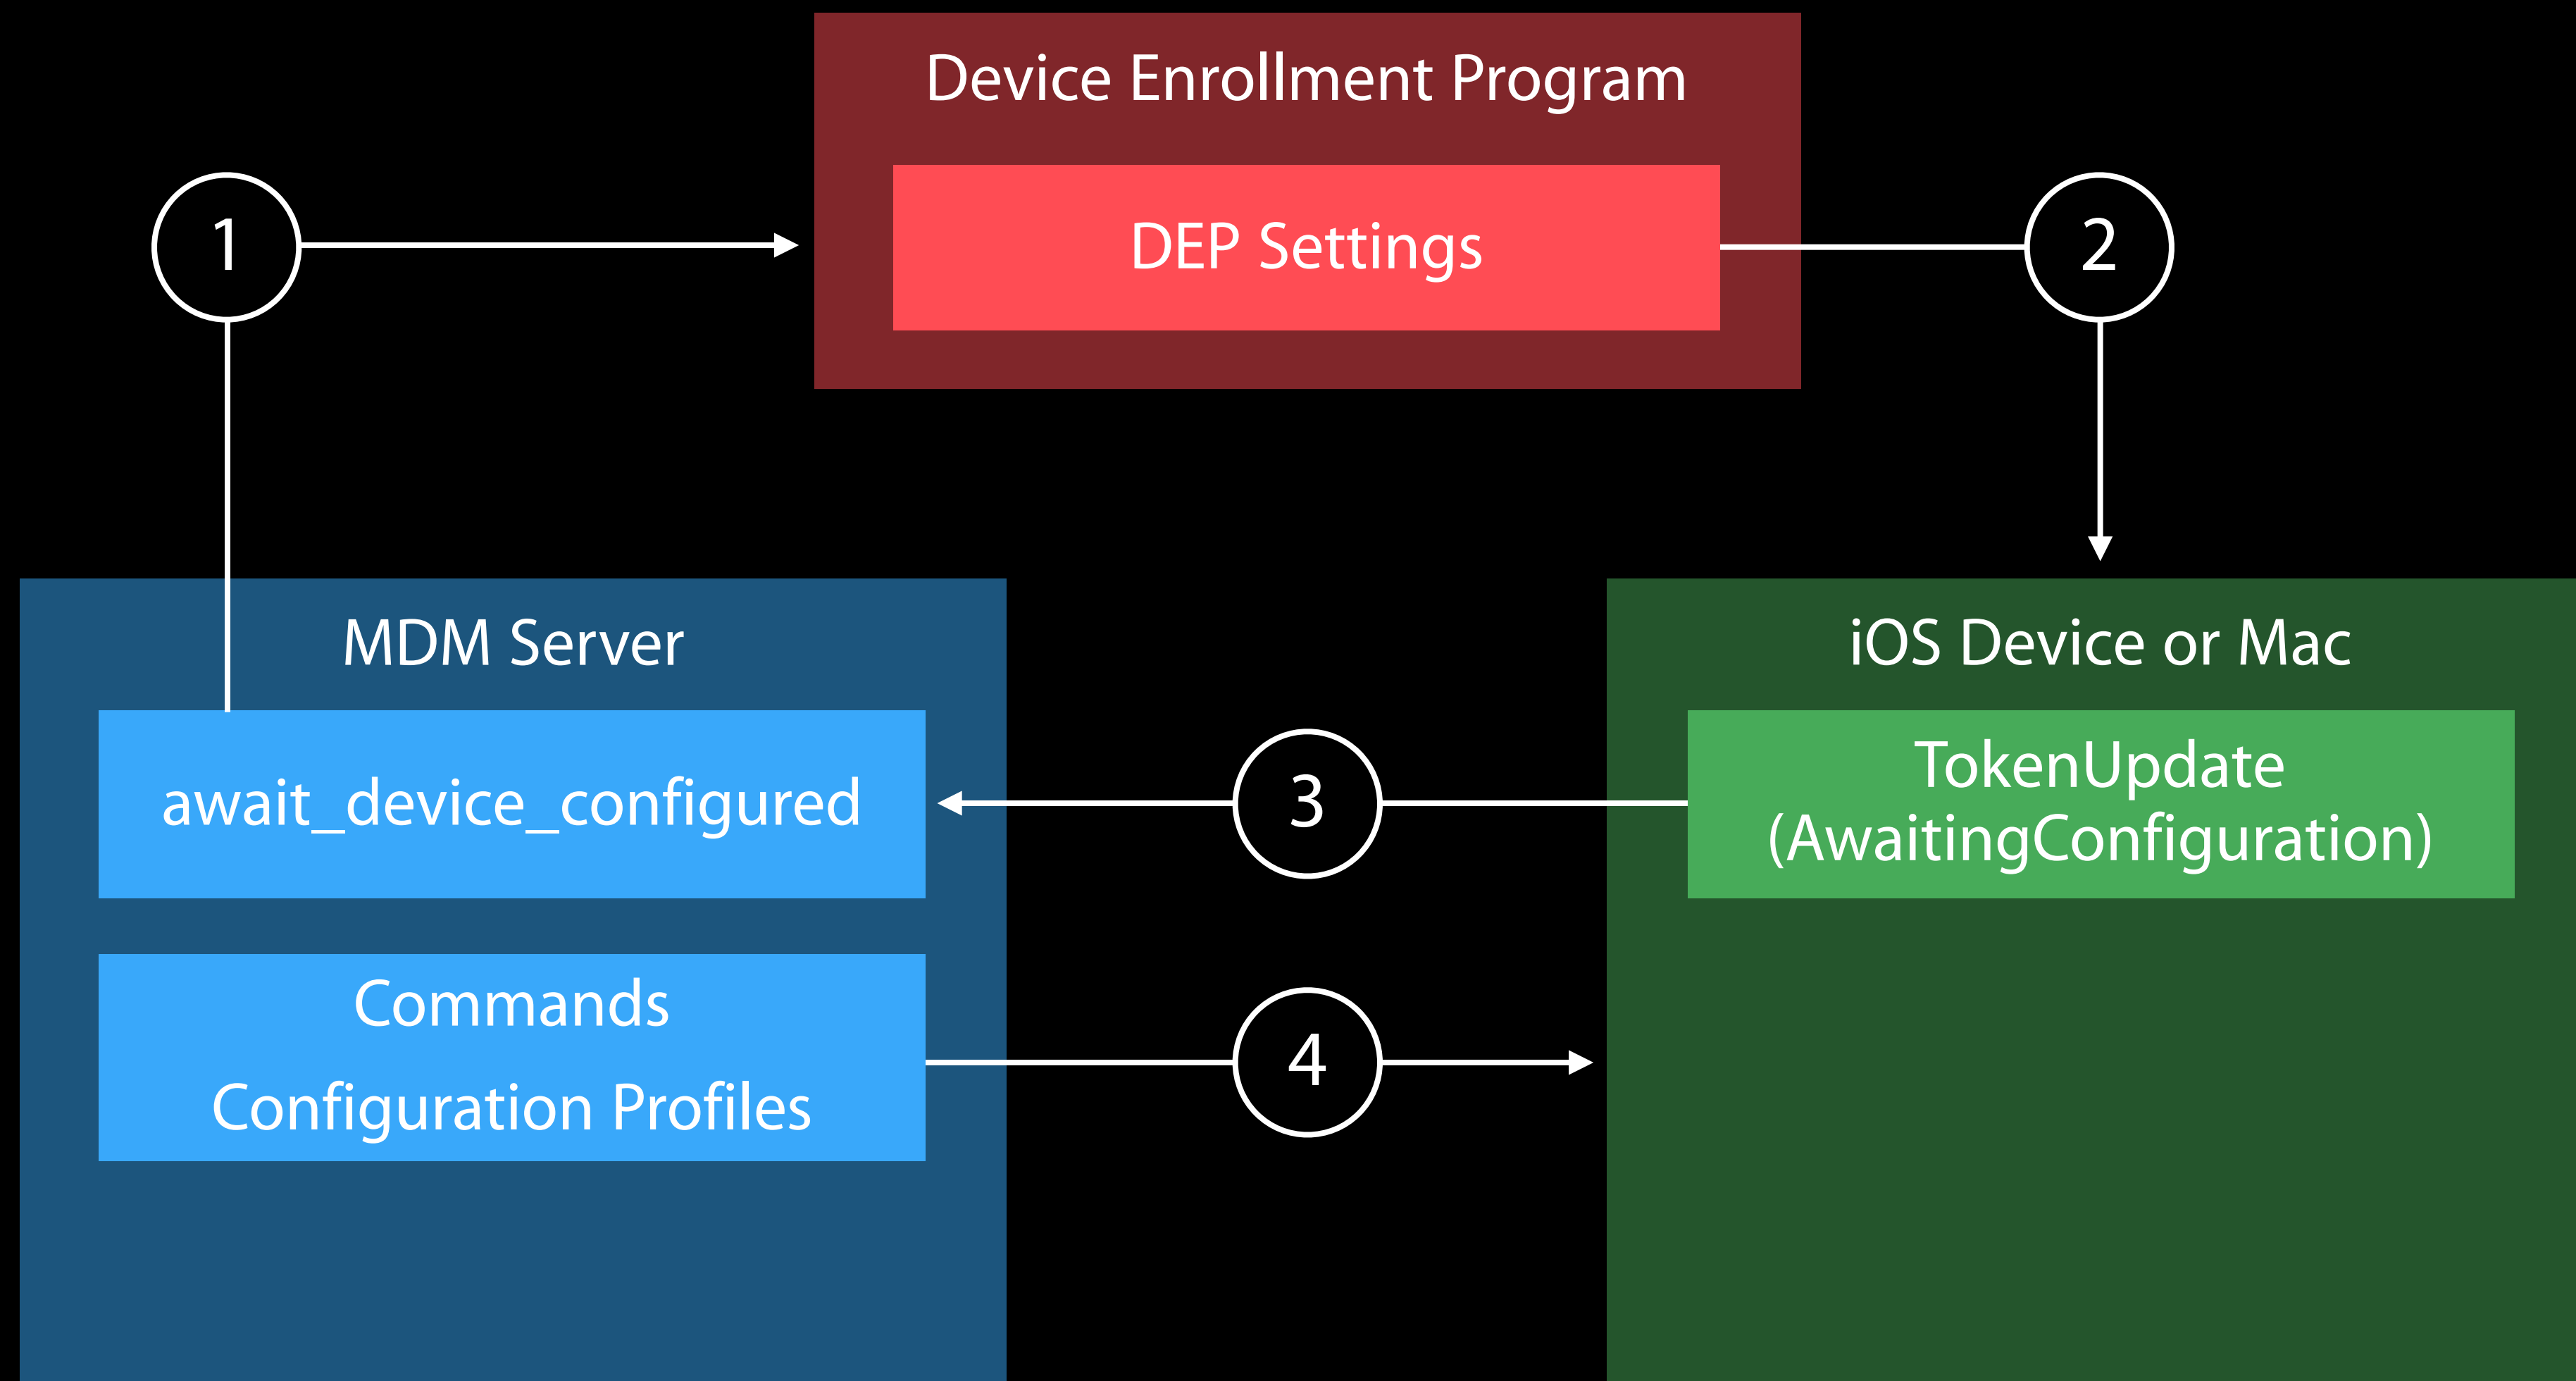 Device Enrollment Program
DEP Settings
1
2
MDM Server
await_device_configured
Commands
Configuration Profiles
3
4
iOS Device or Mac
TokenUpdate
(AwaitingConfiguration)